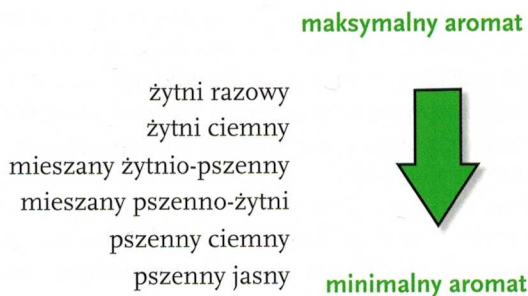 maksymalny aromat
żytni razowy
żytni ciemny
mieszany żytnio-pszenny
mieszany pszenno-żytni
pszenny ciemny
pszenny jasny
minimalny aromat